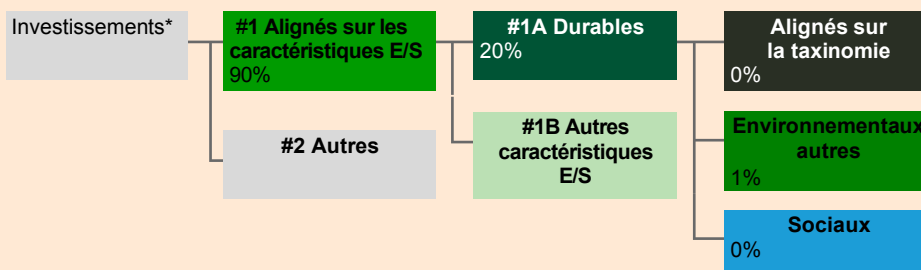 Investissements*
#1 Alignés sur les
caractéristiques E/S
90%
#2 Autres
#1A Durables
20%
#1B Autres
caractéristiques
E/S
Alignés sur
la taxinomie
0%
Environnementaux
autres
1%
Sociaux
0%